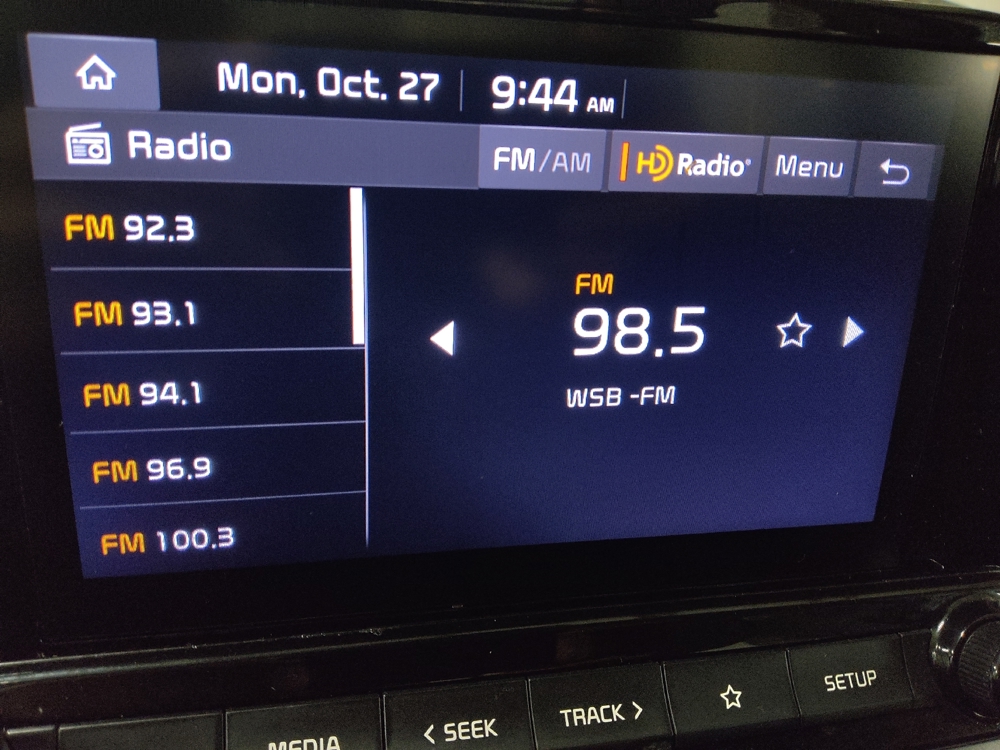 Mon, Oct. 27 9:44 AM
Radio FM/AM HD Radio® Menu
FM 92.3
FM 93.1
FM 94.1
FM 96.9
FM 100.3
FM
98.5
WSB -FM
MEDIA < SEEK TRACK > SETUP